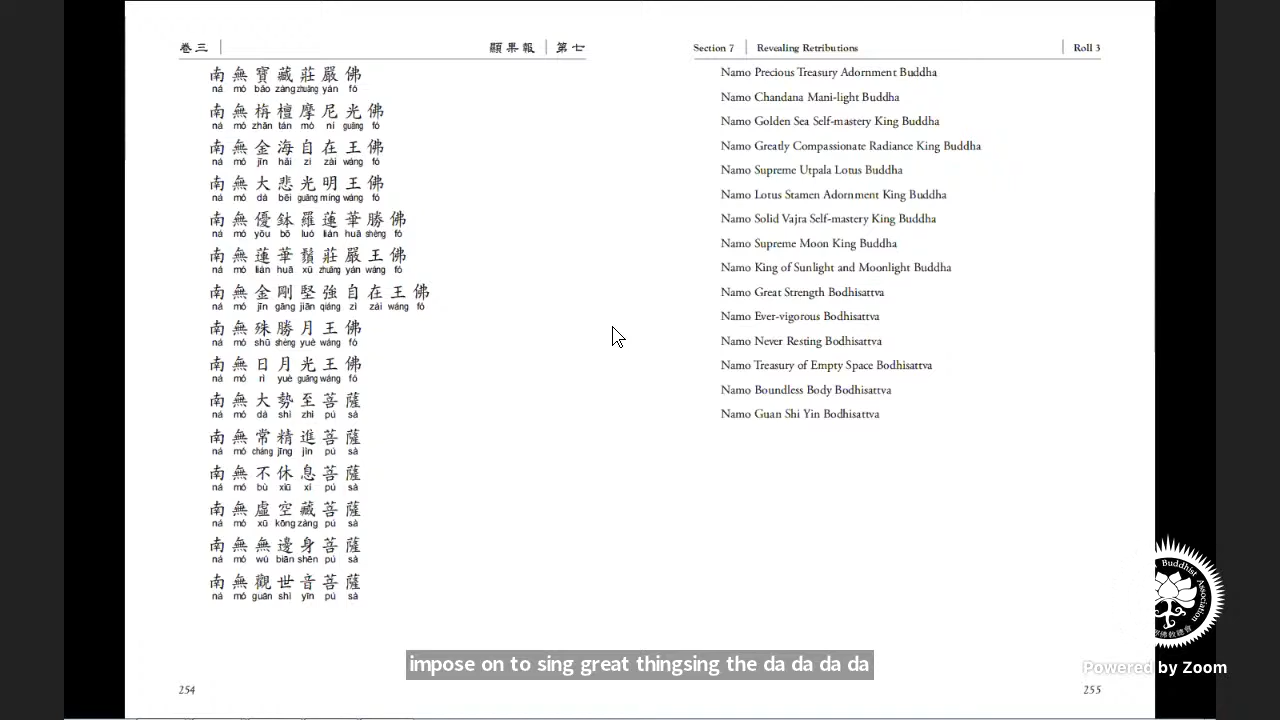 卷三 顯果報 第七
南無寶藏莊嚴佛
ná mó bǎo zàng zhuāng yán fó
南無栴檀摩尼光佛
ná mó zhān tán mó ní guāng fó
南無金海自在王佛
ná mó jīn hǎi zì zài wáng fó
南無大悲光明王佛
ná mó dà bēi guāng míng wáng fó
南無優鉢羅蓮華勝佛
ná mó yōu bō luó lián huā shèng fó
南無蓮華鬚莊嚴王佛
ná mó lián huā xū zhuāng yán wáng fó
南無金剛堅強自在王佛
ná mó jīn gāng jiān qiáng zì zài wáng fó
南無殊勝月王佛
ná mó shū shèng yuè wáng fó
南無日月光王佛
ná mó rì yuè guāng wáng fó
南無大勢至菩薩
ná mó dà shì zhì pú sà
南無常精進菩薩
ná mó cháng jīng jìn pú sà
南無不休息菩薩
ná mó bù xiū xí pú sà
南無虛空藏菩薩
ná mó xū kōng zàng pú sà
南無無邊身菩薩
ná mó wú biān shēn pú sà
南無觀世音菩薩
ná mó guān shì yīn pú sà
254
Section 7 Revealing Retributions Roll 3
Namo Precious Treasury Adornment Buddha
Namo Chandana Mani-light Buddha
Namo Golden Sea Self-mastery King Buddha
Namo Greatly Compassionate Radiance King Buddha
Namo Supreme Utpala Lotus Buddha
Namo Lotus Stamen Adornment King Buddha
Namo Solid Vajra Self-mastery King Buddha
Namo Supreme Moon King Buddha
Namo King of Sunlight and Moonlight Buddha
Namo Great Strength Bodhisattva
Namo Ever-vigorous Bodhisattva
Namo Never Resting Bodhisattva
Namo Treasury of Empty Space Bodhisattva
Namo Boundless Body Bodhisattva
Namo Guan Shi Yin Bodhisattva
255
impose on to sing great thingsing the da da da da
Buddhist Association
Powered by Zoom